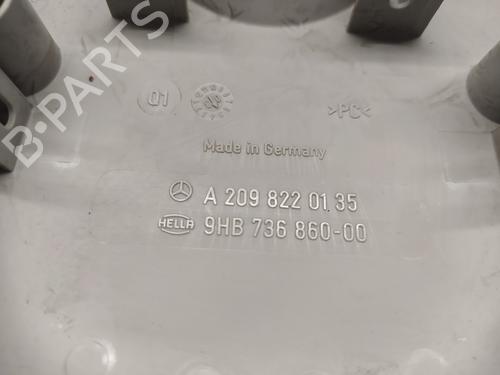 01
>PC<
Made in Germany
A 209 822 01 35
HELLA 9HB 736 860-00
B-PARTS